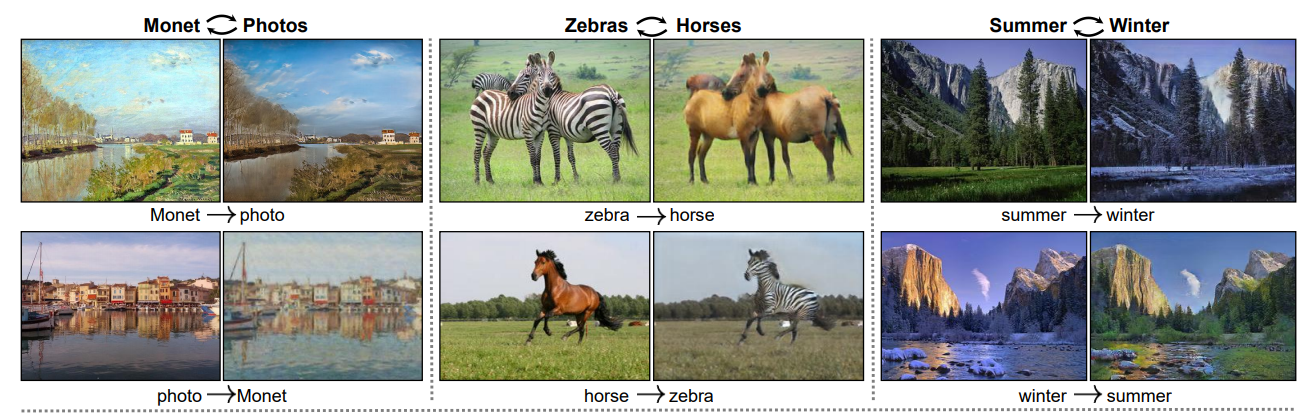 Monet Photos
Zebras Horses
Summer Winter
Monet → photo
zebra → horse
summer → winter
photo → Monet
horse → zebra
winter → summer